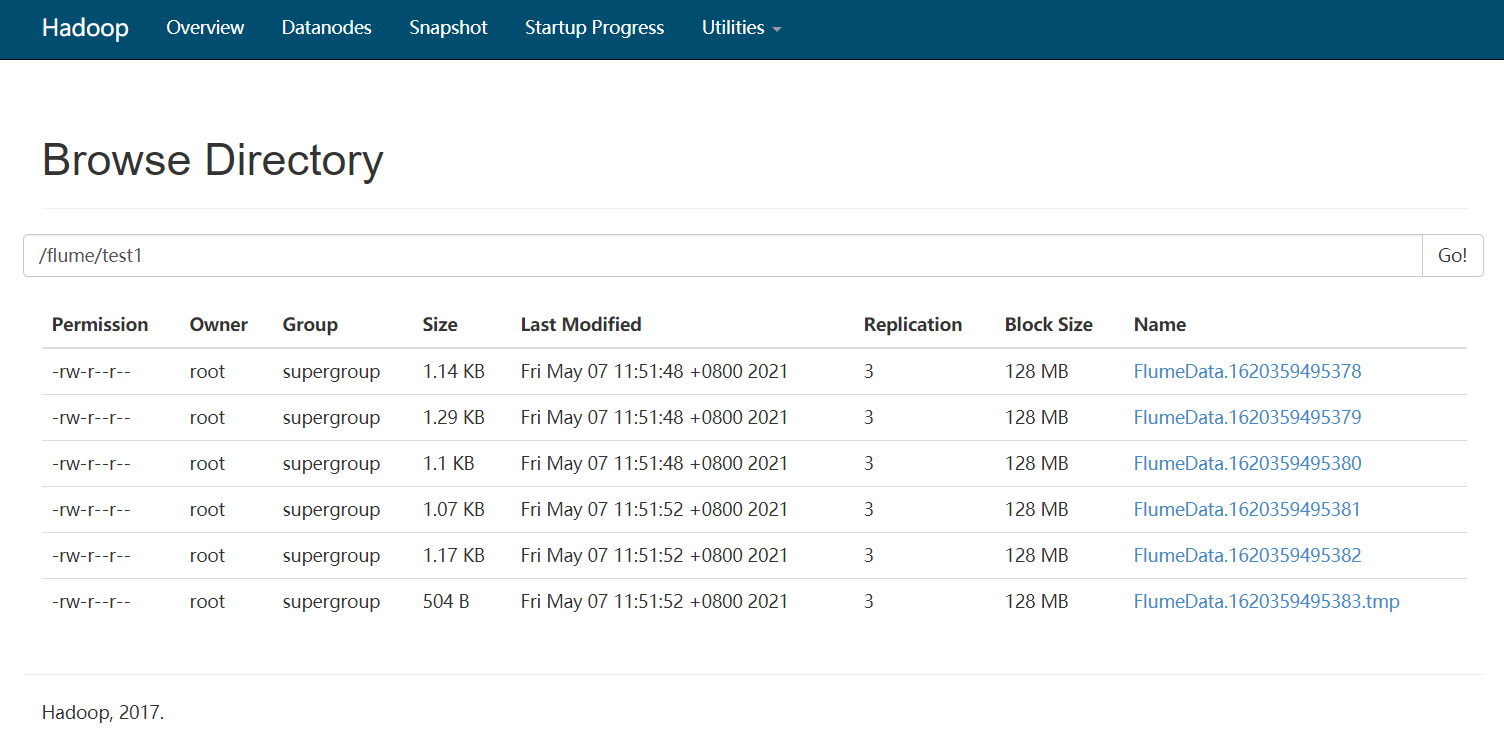 Hadoop Overview Datanodes Snapshot Startup Progress Utilities
Browse Directory
/flume/test1 Go!
Permission Owner Group Size Last Modified Replication Block Size Name
-rw-r--r-- root supergroup 1.14 KB Fri May 07 11:51:48 +0800 2021 3 128 MB FlumeData.1620359495378
-rw-r--r-- root supergroup 1.29 KB Fri May 07 11:51:48 +0800 2021 3 128 MB FlumeData.1620359495379
-rw-r--r-- root supergroup 1.1 KB Fri May 07 11:51:48 +0800 2021 3 128 MB FlumeData.1620359495380
-rw-r--r-- root supergroup 1.07 KB Fri May 07 11:51:52 +0800 2021 3 128 MB FlumeData.1620359495381
-rw-r--r-- root supergroup 1.17 KB Fri May 07 11:51:52 +0800 2021 3 128 MB FlumeData.1620359495382
-rw-r--r-- root supergroup 504 B Fri May 07 11:51:52 +0800 2021 3 128 MB FlumeData.1620359495383.tmp
Hadoop, 2017.